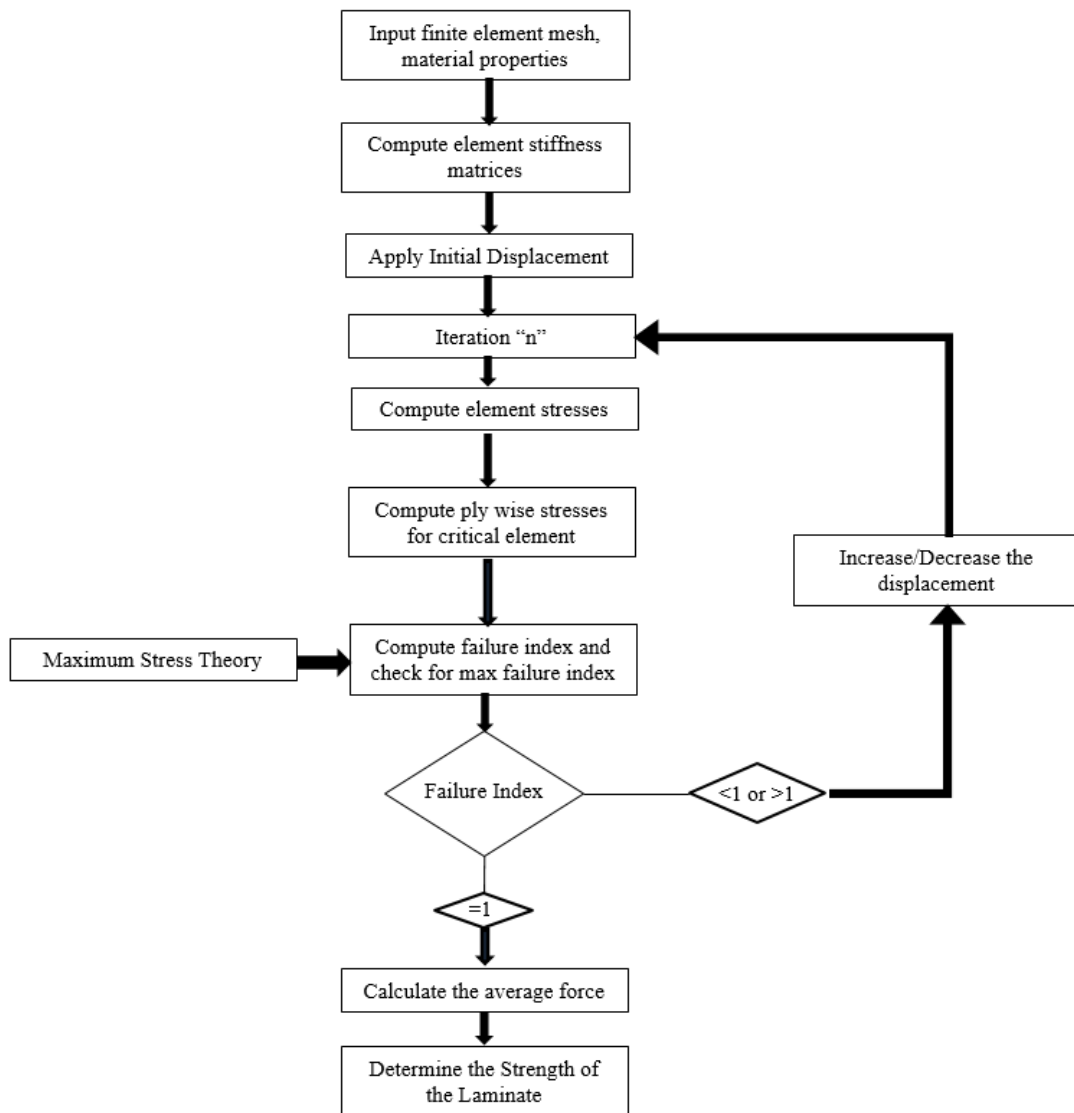 Input finite element mesh,
material properties
Compute element stiffness
matrices
Apply Initial Displacement
Iteration “n”
Compute element stresses
Compute ply wise stresses
for critical element
Increase/Decrease the
displacement
Maximum Stress Theory
Compute failure index and
check for max failure index
Failure Index
<1 or >1
=1
Calculate the average force
Determine the Strength of
the Laminate